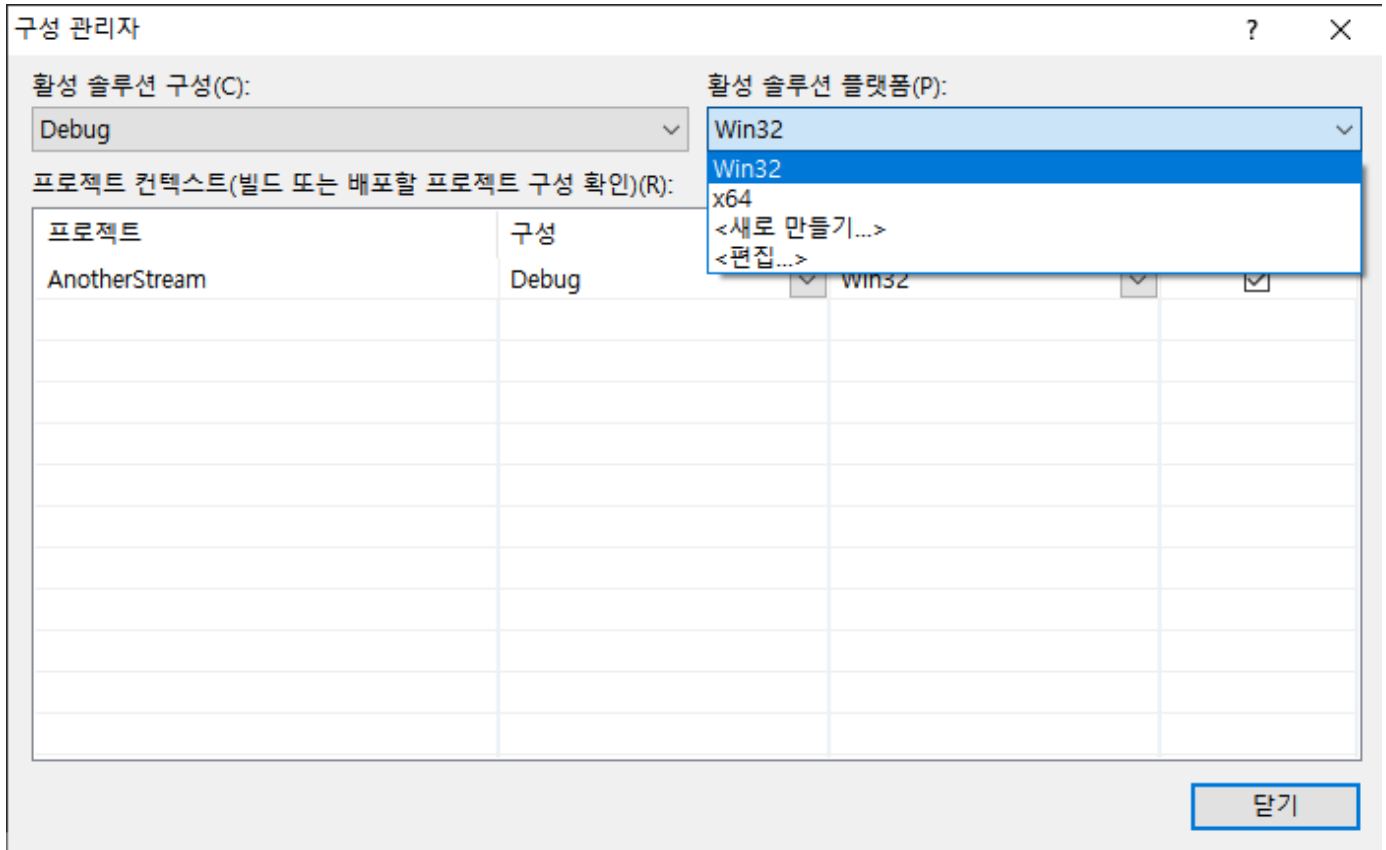 구성 관리자
활성 솔루션 구성(C):
활성 솔루션 플랫폼(P):
Debug
Win32
Win32
x64
<새로 만들기...>
<편집...>
프로젝트 컨텍스트(빌드 또는 배포할 프로젝트 구성 확인)(R):
프로젝트
구성
AnotherStream
Debug
Win32
닫기